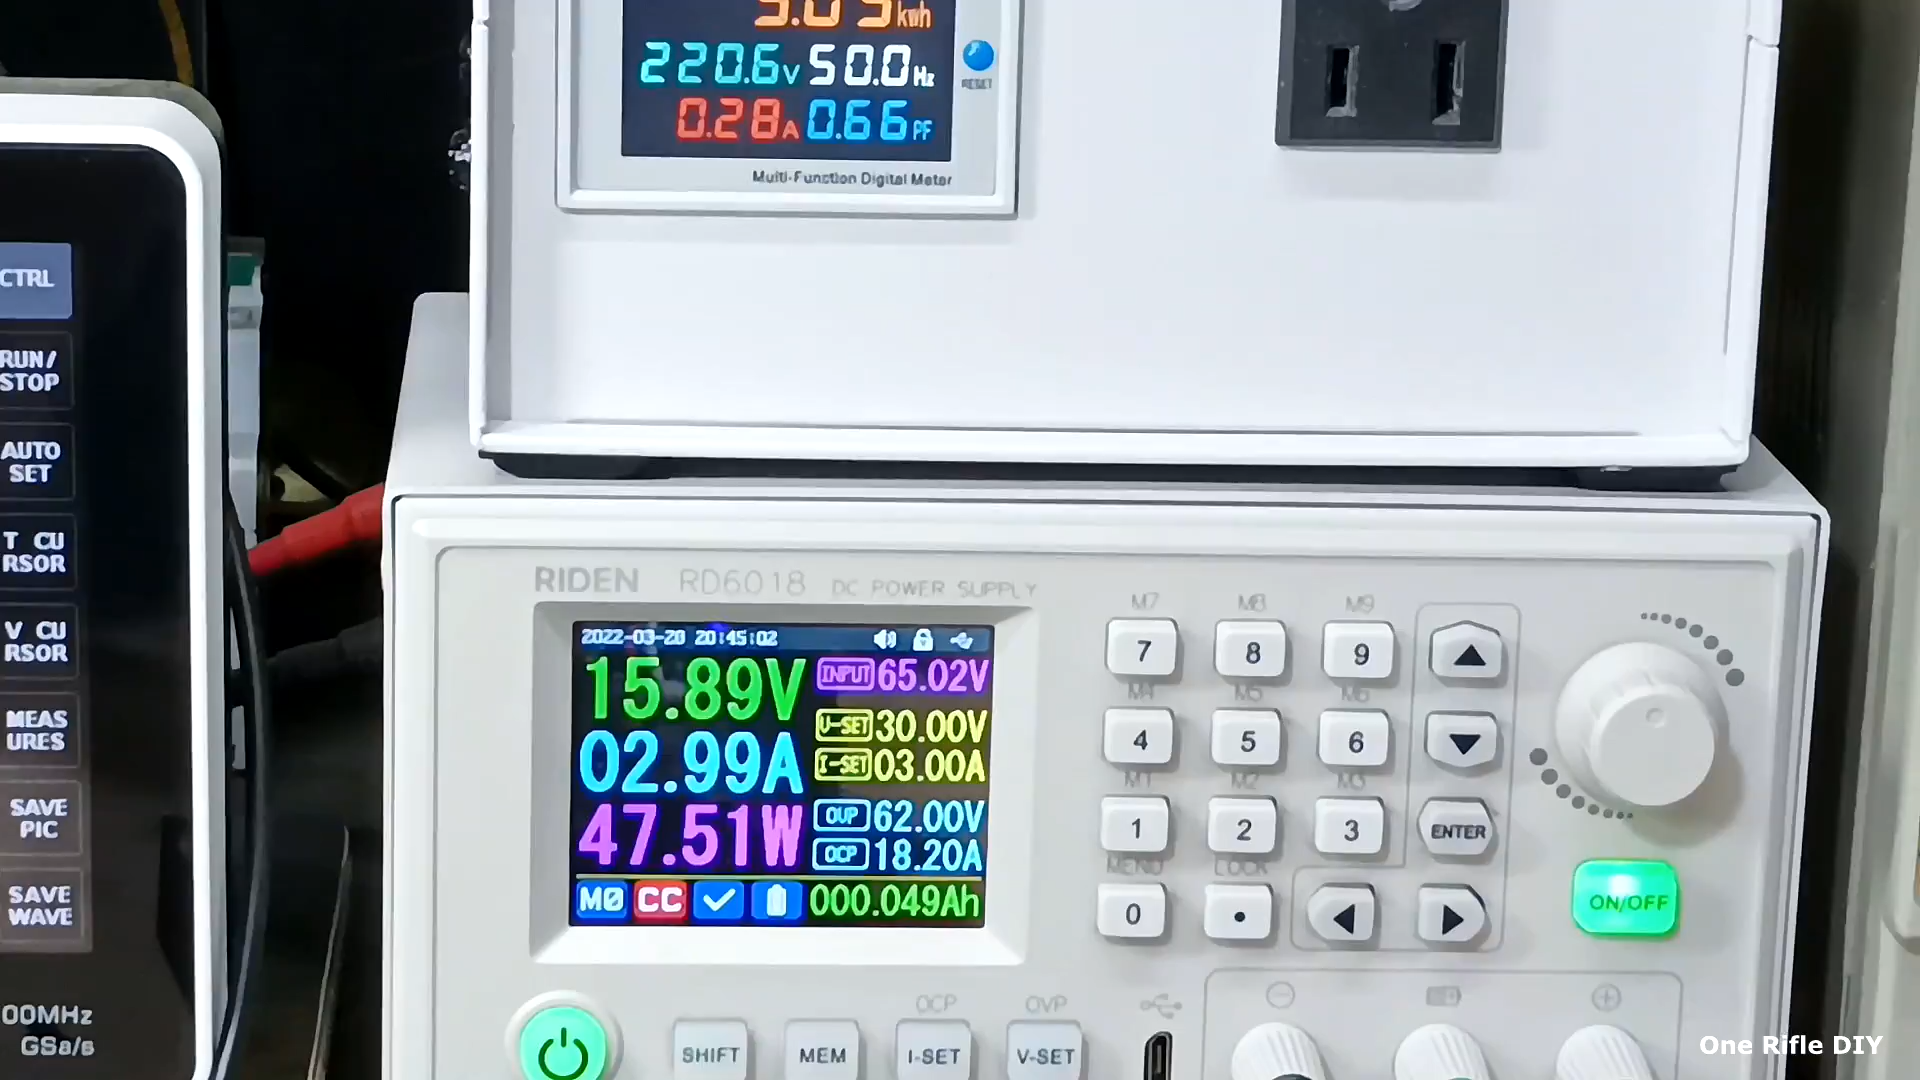 220.6V 50.0Hz
RESET
0.28A 0.66PF
Multi-Function Digital Meter
CTRL
RUN/
STOP
AUTO
SET
T CU
RSOR
V CU
RSOR
MEAS
URES
SAVE
PIC
SAVE
WAVE
00MHz
GSa/s
RIDEN RD6018 DC POWER SUPPLY
2022-03-20 20:45:02
15.89V
INPUT 65.02V
V-SET 30.00V
02.99A
I-SET 03.00A
47.51W
OVP 62.00V
OCP 18.20A
M0 CC 000.049Ah
M7 M8 M9
7 8 9
M4 M5 M6
4 5 6
M1 M2 M3
1 2 3
ENTER
MENU LOCK
0 .
ON/OFF
OCP OVP
SHIFT MEM I-SET V-SET
One Rifle DIY